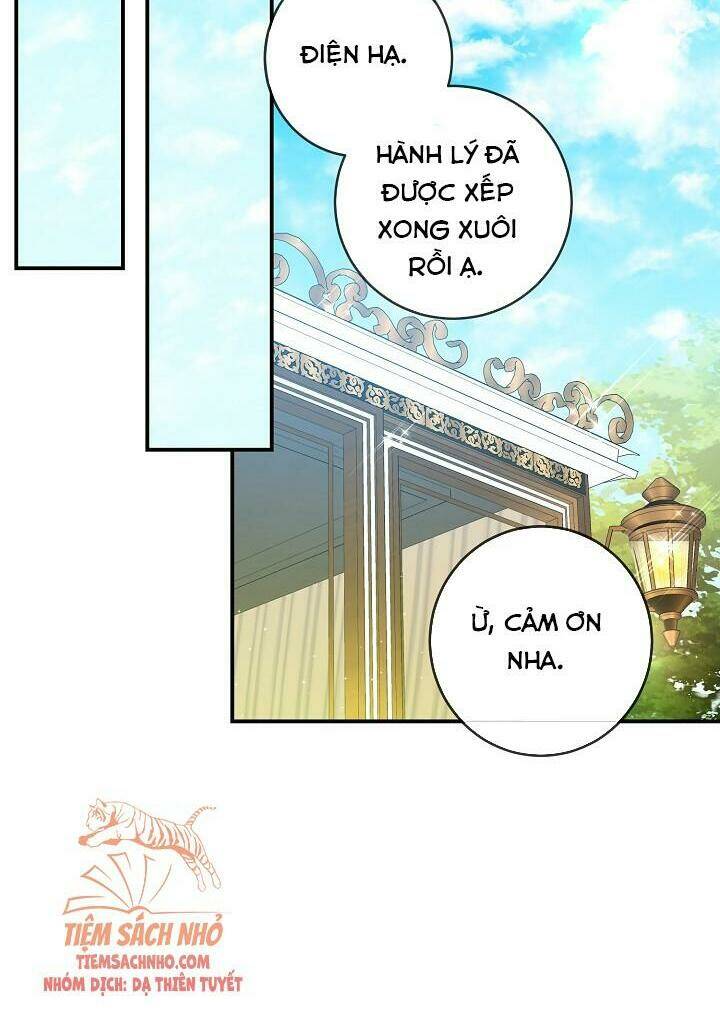 ĐIỆN HẠ.
HÀNH LÝ ĐÃ
ĐƯỢC XẾP
XONG XUÔI
RỒI Ạ.
Ừ, CẢM ƠN
NHA.
TIỆM SÁCH NHỎ
TIEMSACHNHO.COM
NHÓM DỊCH: DẠ THIÊN TUYẾT